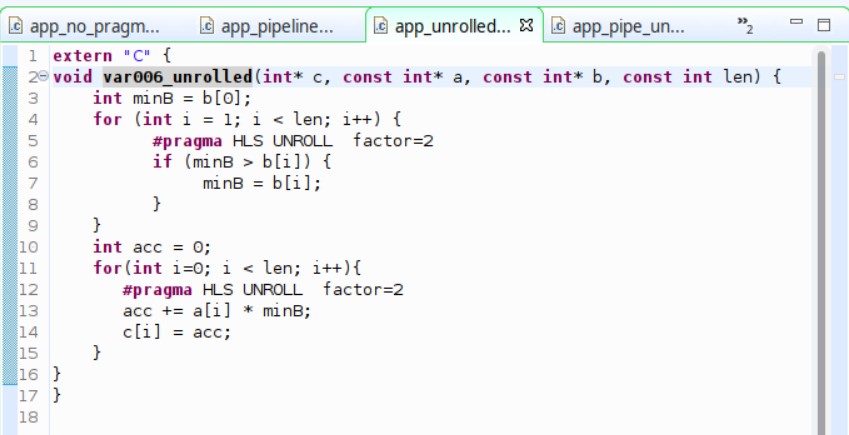 app_no_pragm... app_pipeline... app_unrolled... app_pipe_un... »2
1 extern "C" {
2 void var006_unrolled(int* c, const int* a, const int* b, const int len) {
3 int minB = b[0];
4 for (int i = 1; i < len; i++) {
5 #pragma HLS UNROLL  factor=2
6 if (minB > b[i]) {
7 minB = b[i];
8 }
9 }
10 int acc = 0;
11 for(int i=0; i < len; i++){
12 #pragma HLS UNROLL  factor=2
13 acc += a[i] * minB;
14 c[i] = acc;
15 }
16 }
17 }
18